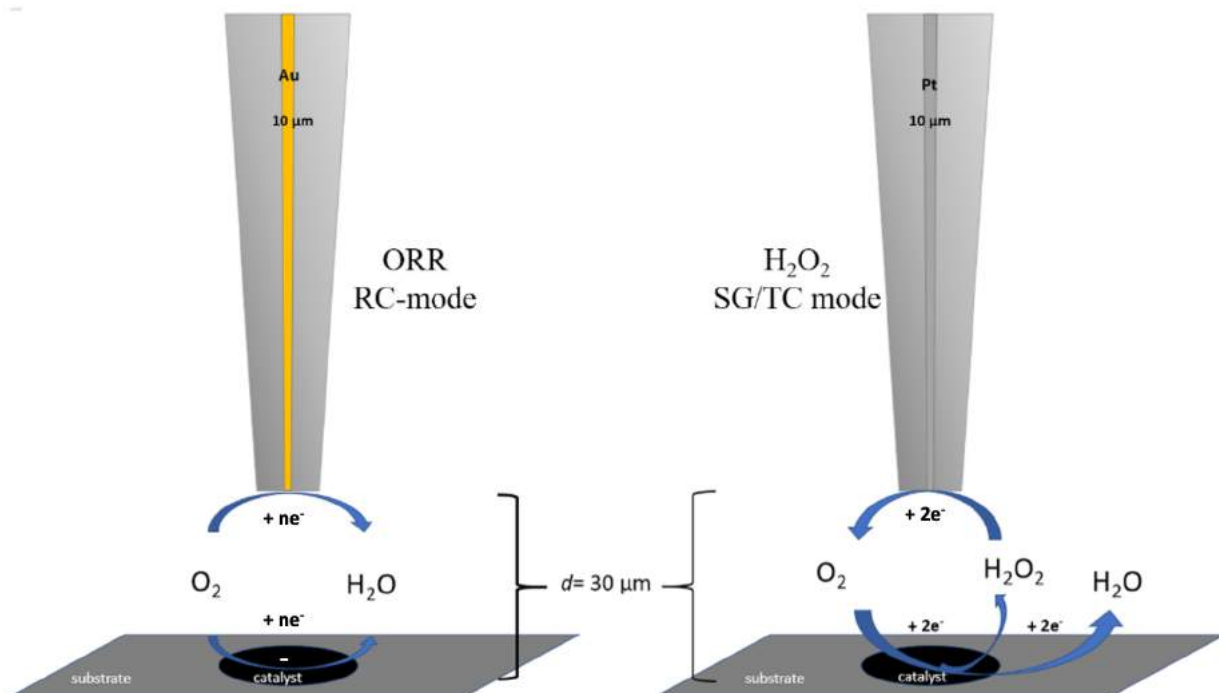 Au
10 µm
ORR
RC-mode
+ ne⁻
O₂
H₂O
+ ne⁻
–
substrate
catalyst
d= 30 µm
Pt
10 µm
H₂O₂
SG/TC mode
+ 2e⁻
O₂
H₂O₂
H₂O
+ 2e⁻
+ 2e⁻
substrate
catalyst